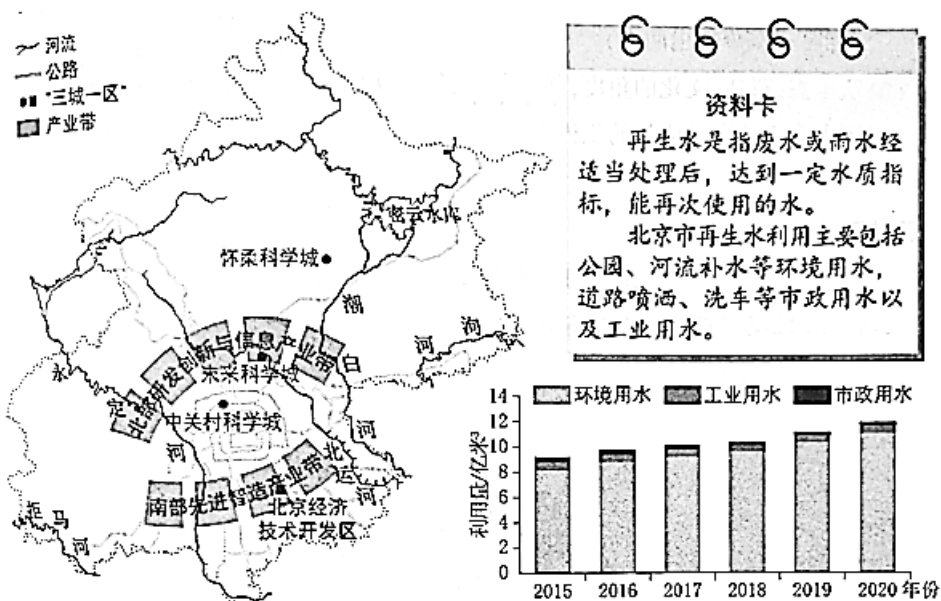 河流
公路
“三城一区”
产业带
密云水库
怀柔科学城
潮
白
河
河 泃
北部研发创新与信息产业带
未来科学城
永
定
河
中关村科学城
北
运
河
南部先进智造产业带
北京经济
技术开发区
拒
马
河
资料卡
再生水是指废水或雨水经
适当处理后，达到一定水质指
标，能再次使用的水。
北京市再生水利用主要包括
公园、河流补水等环境用水，
道路喷洒、洗车等市政用水以
及工业用水。
环境用水 工业用水 市政用水
利用量/亿米³
14
12
10
8
6
4
2
0
2015 2016 2017 2018 2019 2020 年份